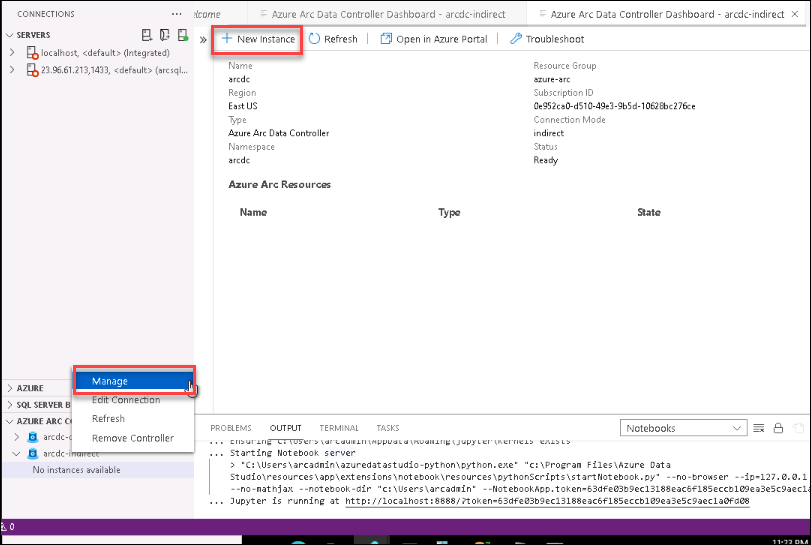 CONNECTIONS
SERVERS
localhost, <default> (Integrated)
23.96.61.213,1433, <default> (arcsql...
AZURE
SQL SERVER B
AZURE ARC CO
arcdc-
arcdc-indirect
No instances available
Manage
Edit Connection
Refresh
Remove Controller
elcome
Azure Arc Data Controller Dashboard - arcdc-indirect
Azure Arc Data Controller Dashboard - arcdc-indirect
New Instance
Refresh
Open in Azure Portal
Troubleshoot
Name
arcdc
Region
East US
Type
Azure Arc Data Controller
Namespace
arcdc
Resource Group
azure-arc
Subscription ID
0e952ca0-d510-49e3-9b5d-10628bc276ce
Connection Mode
indirect
Status
Ready
Azure Arc Resources
Name Type State
PROBLEMS OUTPUT TERMINAL TASKS
Notebooks
... Ensuring C:\Users\arcadmin\AppData\Roaming\jupyter\kernels exists
... Starting Notebook server
> "C:\Users\arcadmin\azuredatastudio-python\python.exe" "c:\Program Files\Azure Data
Studio\resources\app\extensions\notebook\resources\pythonScripts\startNotebook.py" --no-browser --ip=127.0.0.1
--no-mathjax --notebook-dir "c:\Users\arcadmin" --NotebookApp.token=63dfe03b9ec13188eac6f185eccb109ea3e5c9aec1a
... Jupyter is running at http://localhost:8888/?token=63dfe03b9ec13188eac6f185eccb109ea3e5c9aec1a0fd08
0
11:23 PM